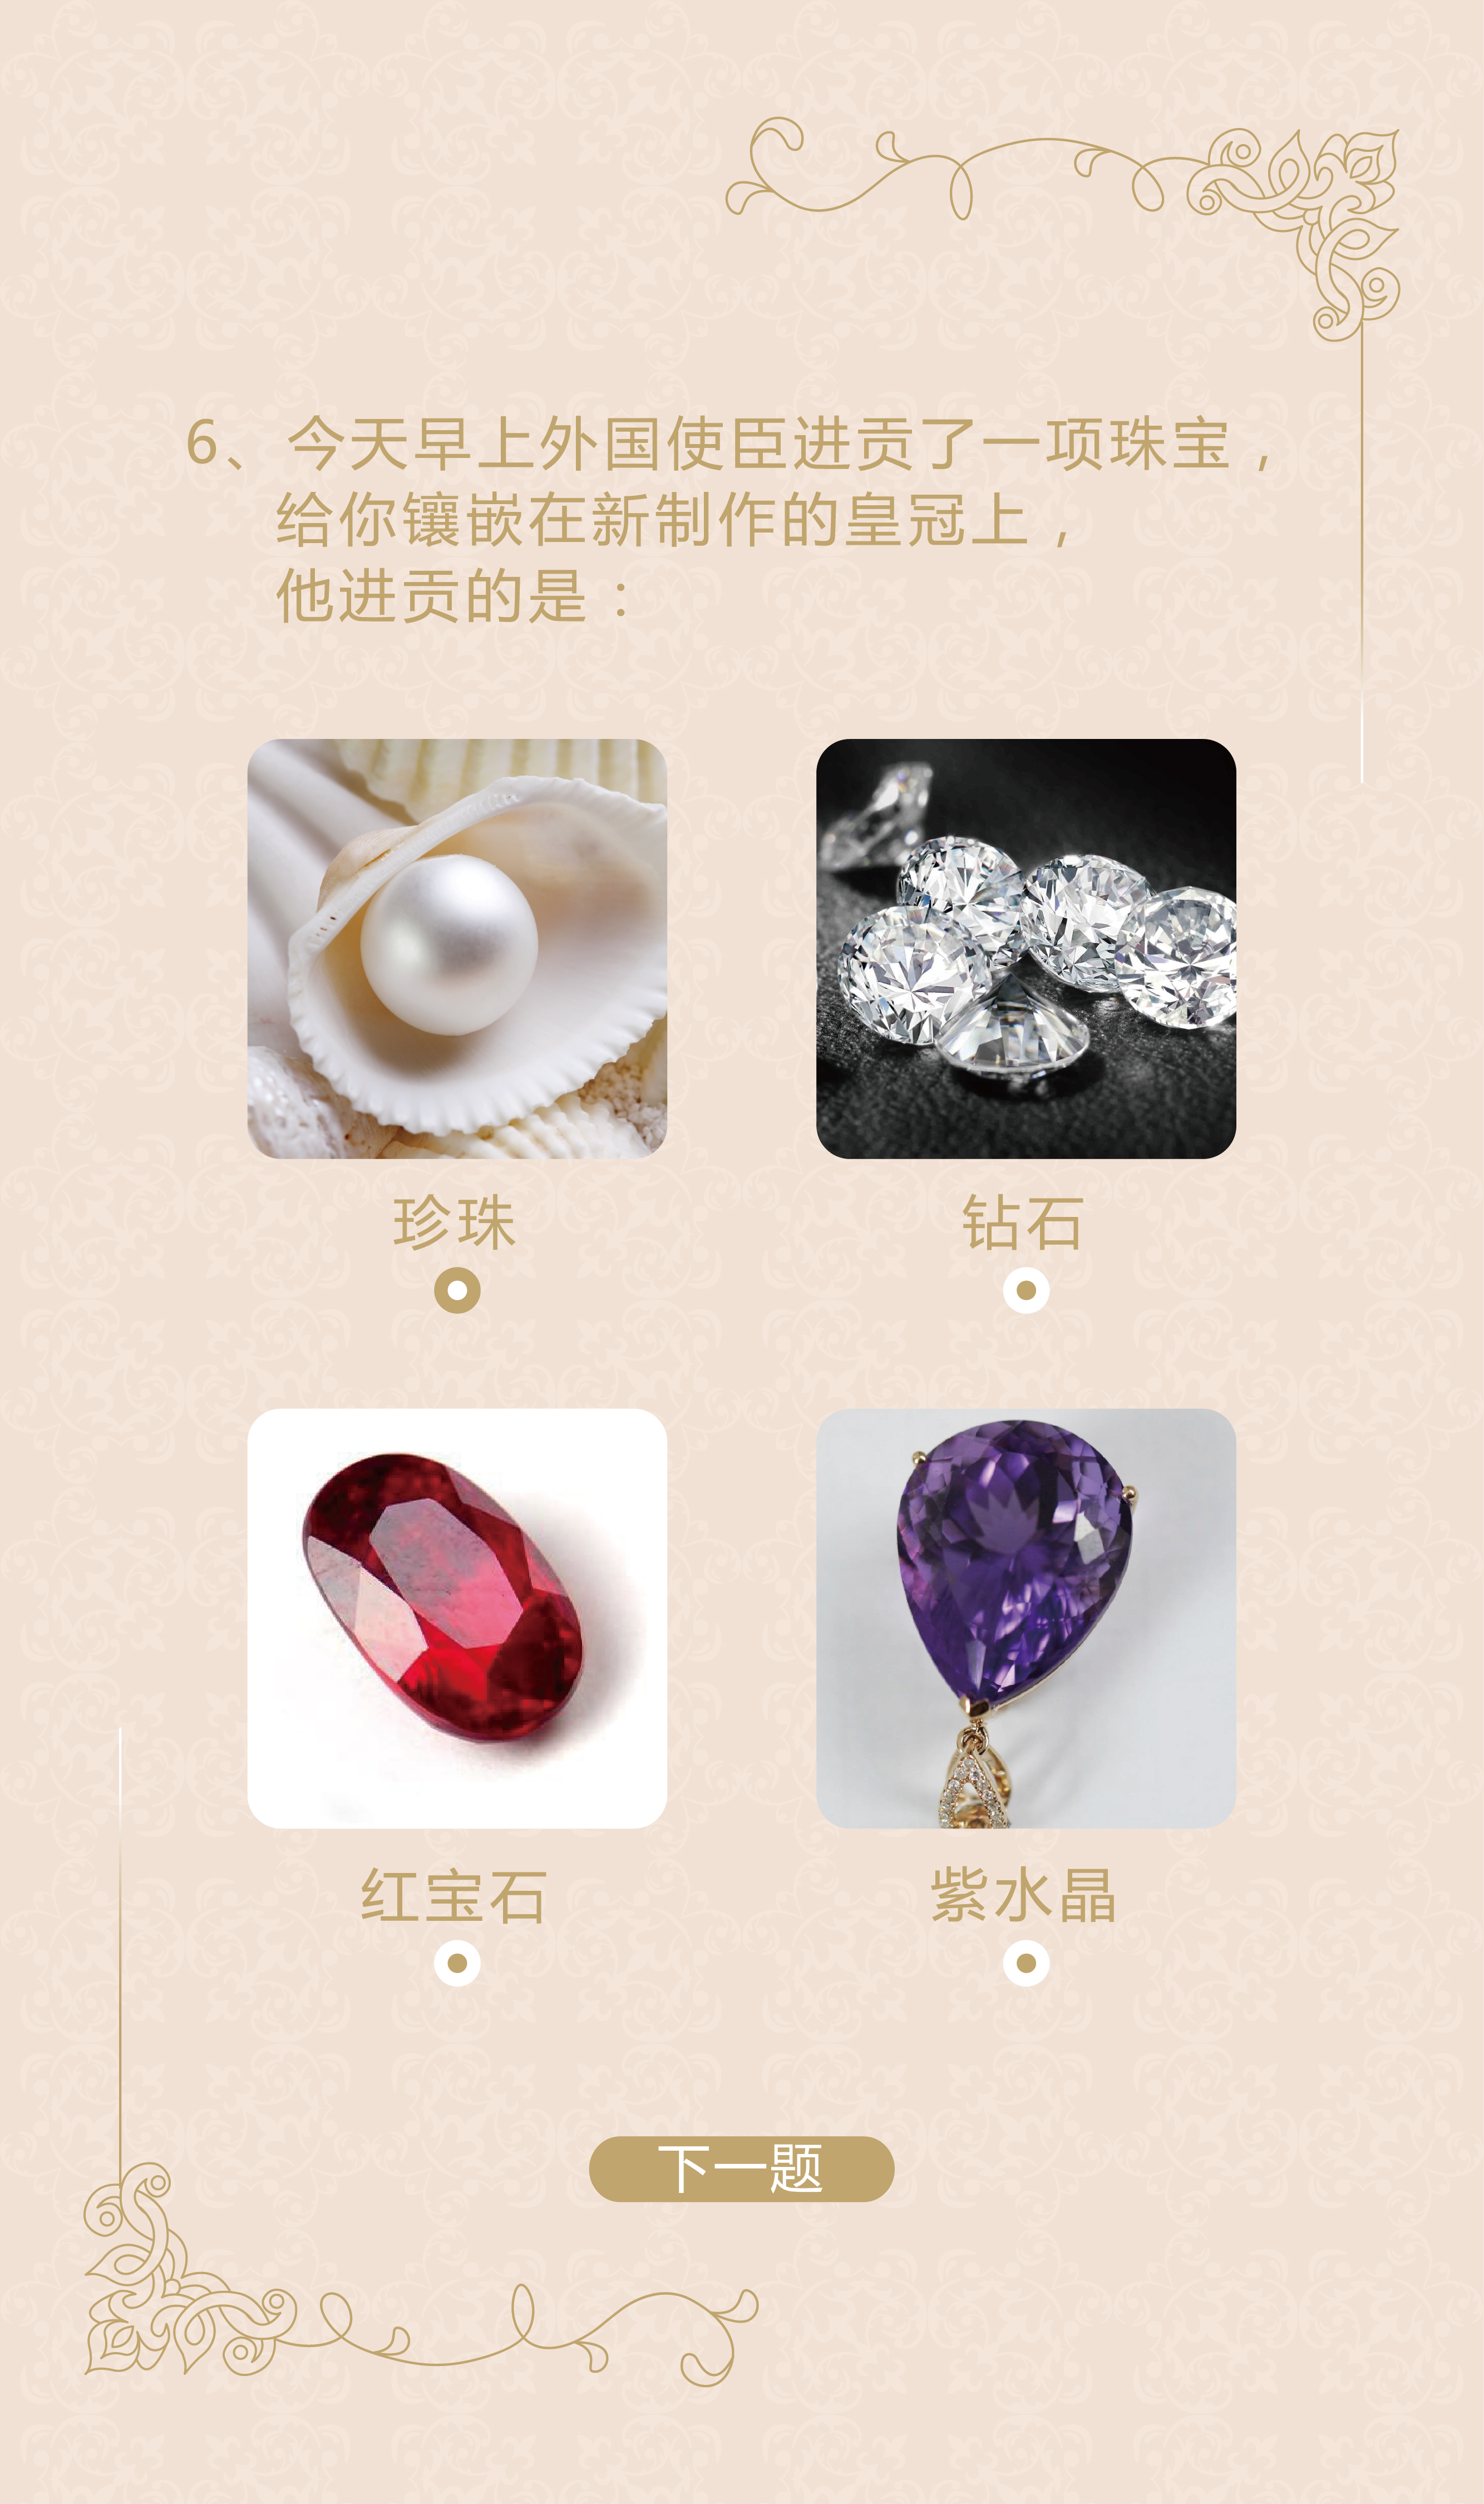 6、今天早上外国使臣进贡了一项珠宝，
给你镶嵌在新制作的皇冠上，
他进贡的是：
珍珠
钻石
红宝石
紫水晶
下一题